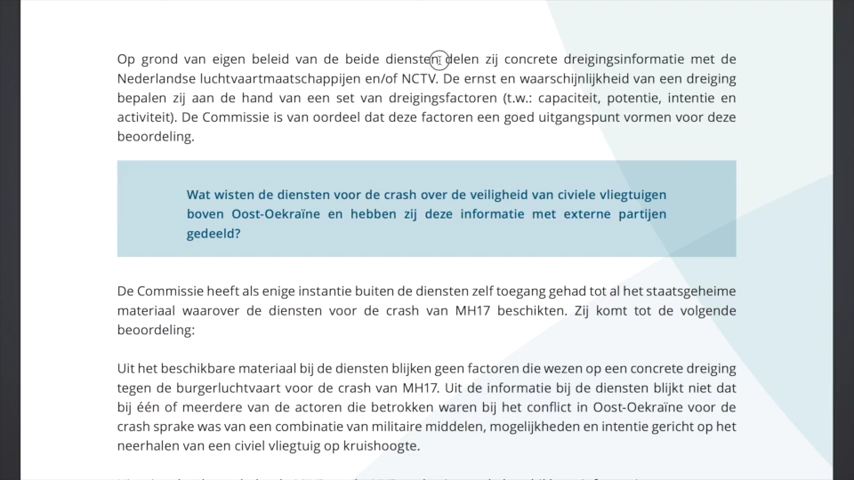 Op grond van eigen beleid van de beide diensten delen zij concrete dreigingsinformatie met de
Nederlandse luchtvaartmaatschappijen en/of NCTV. De ernst en waarschijnlijkheid van een dreiging
bepalen zij aan de hand van een set van dreigingsfactoren (t.w.: capaciteit, potentie, intentie en
activiteit). De Commissie is van oordeel dat deze factoren een goed uitgangspunt vormen voor deze
beoordeling.
Wat wisten de diensten voor de crash over de veiligheid van civiele vliegtuigen
boven Oost-Oekraïne en hebben zij deze informatie met externe partijen
gedeeld?
De Commissie heeft als enige instantie buiten de diensten zelf toegang gehad tot al het staatsgeheime
materiaal waarover de diensten voor de crash van MH17 beschikten. Zij komt tot de volgende
beoordeling:
Uit het beschikbare materiaal bij de diensten blijken geen factoren die wezen op een concrete dreiging
tegen de burgerluchtvaart voor de crash van MH17. Uit de informatie bij de diensten blijkt niet dat
bij één of meerdere van de actoren die betrokken waren bij het conflict in Oost-Oekraïne voor de
crash sprake was van een combinatie van militaire middelen, mogelijkheden en intentie gericht op het
neerhalen van een civiel vliegtuig op kruishoogte.